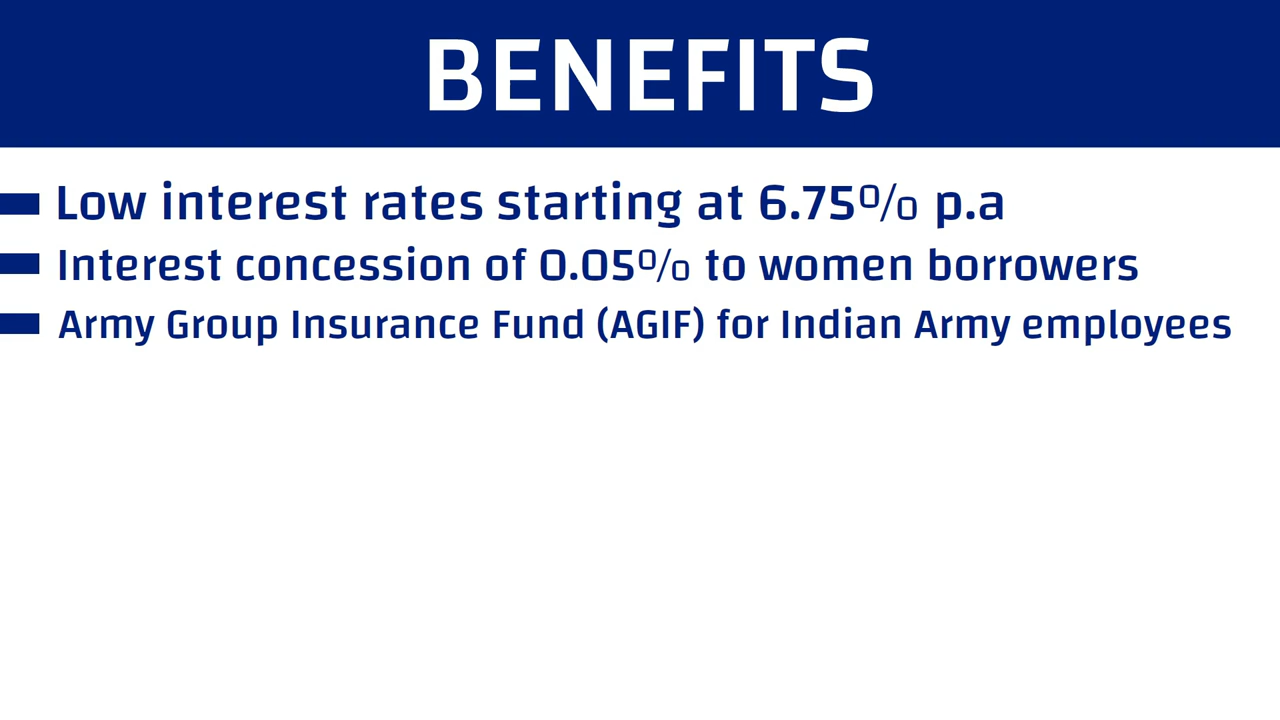 BENEFITS
Low interest rates starting at 6.75% p.a
Interest concession of 0.05% to women borrowers
Army Group Insurance Fund (AGIF) for Indian Army employees